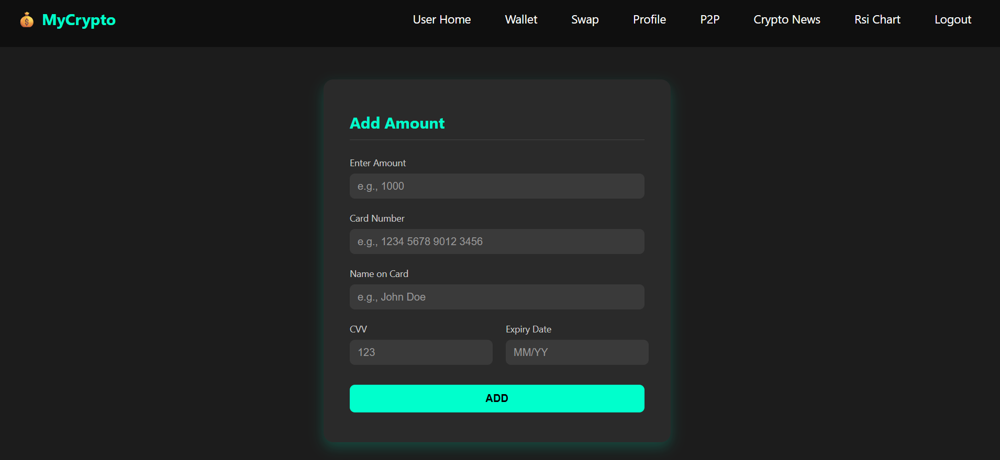 MyCrypto User Home Wallet Swap Profile P2P Crypto News Rsi Chart Logout
Add Amount
Enter Amount
e.g., 1000
Card Number
e.g., 1234 5678 9012 3456
Name on Card
e.g., John Doe
CVV Expiry Date
123 MM/YY
ADD